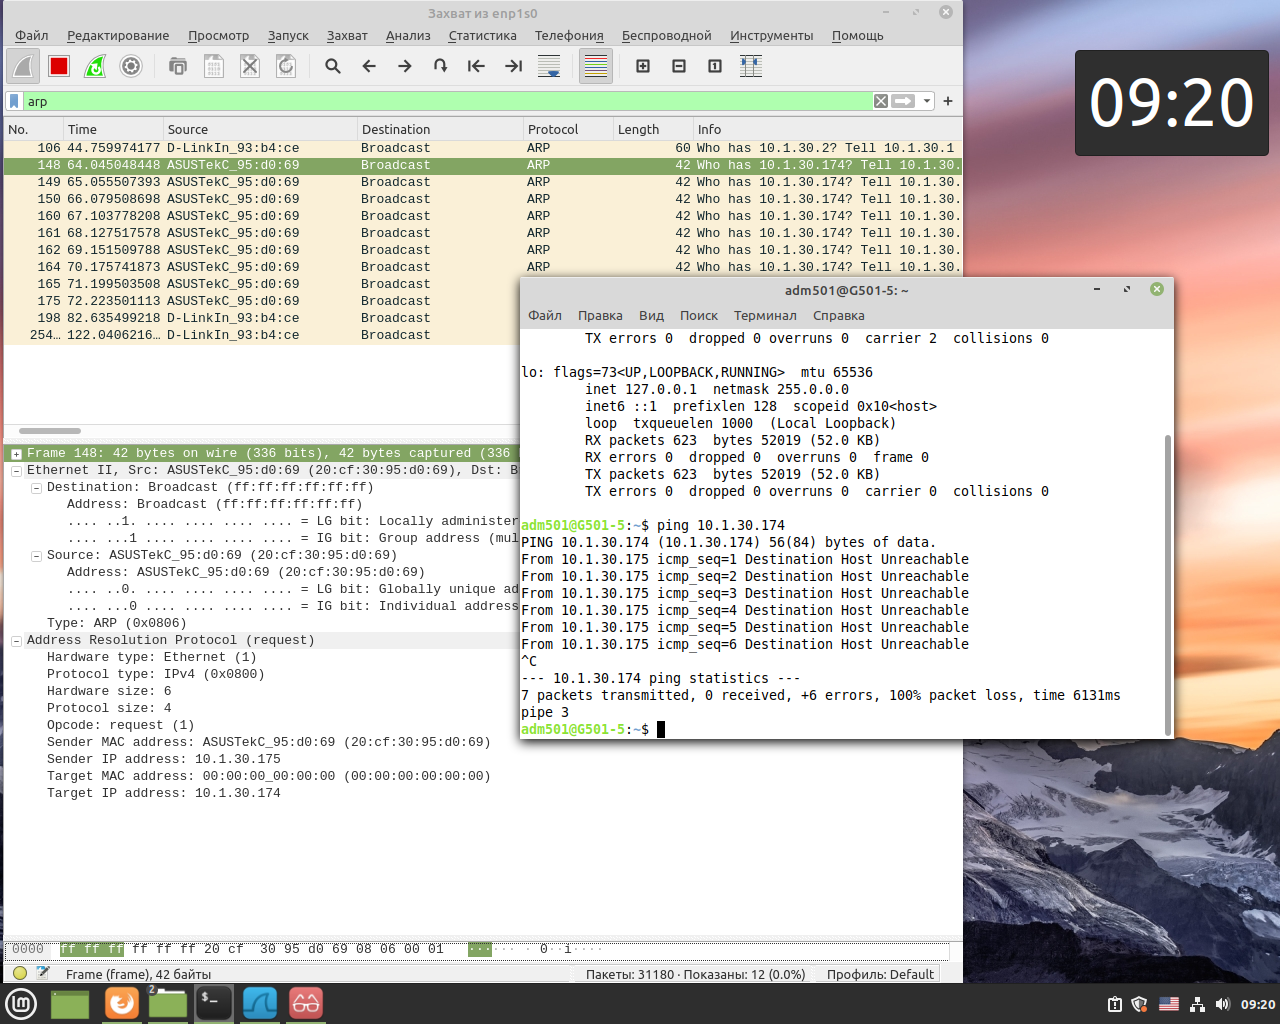 Захват из enp1s0
Файл Редактирование Просмотр Запуск Захват Анализ Статистика Телефония Беспроводной Инструменты Помощь
arp
No. Time Source Destination Protocol Length Info
106 44.759974177 D-LinkIn_93:b4:ce Broadcast ARP 60 Who has 10.1.30.2? Tell 10.1.30.1
148 64.045048448 ASUSTekC_95:d0:69 Broadcast ARP 42 Who has 10.1.30.174? Tell 10.1.30.
149 65.055507393 ASUSTekC_95:d0:69 Broadcast ARP 42 Who has 10.1.30.174? Tell 10.1.30.
150 66.079508698 ASUSTekC_95:d0:69 Broadcast ARP 42 Who has 10.1.30.174? Tell 10.1.30.
160 67.103778208 ASUSTekC_95:d0:69 Broadcast ARP 42 Who has 10.1.30.174? Tell 10.1.30.
161 68.127517578 ASUSTekC_95:d0:69 Broadcast ARP 42 Who has 10.1.30.174? Tell 10.1.30.
162 69.151509788 ASUSTekC_95:d0:69 Broadcast ARP 42 Who has 10.1.30.174? Tell 10.1.30.
164 70.175741873 ASUSTekC_95:d0:69 Broadcast ARP 42 Who has 10.1.30.174? Tell 10.1.30.
165 71.199503508 ASUSTekC_95:d0:69 Broadcast
175 72.223501113 ASUSTekC_95:d0:69 Broadcast
198 82.635499218 D-LinkIn_93:b4:ce Broadcast
254… 122.0406216… D-LinkIn_93:b4:ce Broadcast
Frame 148: 42 bytes on wire (336 bits), 42 bytes captured (336
Ethernet II, Src: ASUSTekC_95:d0:69 (20:cf:30:95:d0:69), Dst: B
Destination: Broadcast (ff:ff:ff:ff:ff:ff)
Address: Broadcast (ff:ff:ff:ff:ff:ff)
.... ..1. .... .... .... .... = LG bit: Locally administer
.... ...1 .... .... .... .... = IG bit: Group address (mul
Source: ASUSTekC_95:d0:69 (20:cf:30:95:d0:69)
Address: ASUSTekC_95:d0:69 (20:cf:30:95:d0:69)
.... ..0. .... .... .... .... = LG bit: Globally unique ad
.... ...0 .... .... .... .... = IG bit: Individual address
Type: ARP (0x0806)
Address Resolution Protocol (request)
Hardware type: Ethernet (1)
Protocol type: IPv4 (0x0800)
Hardware size: 6
Protocol size: 4
Opcode: request (1)
Sender MAC address: ASUSTekC_95:d0:69 (20:cf:30:95:d0:69)
Sender IP address: 10.1.30.175
Target MAC address: 00:00:00_00:00:00 (00:00:00:00:00:00)
Target IP address: 10.1.30.174
0000 ff ff ff ff ff ff 20 cf 30 95 d0 69 08 06 00 01 ······ · 0··i····
Frame (frame), 42 байты Пакеты: 31180 · Показаны: 12 (0.0%) Профиль: Default
adm501@G501-5: ~
Файл Правка Вид Поиск Терминал Справка
TX errors 0 dropped 0 overruns 0 carrier 2 collisions 0
lo: flags=73<UP,LOOPBACK,RUNNING> mtu 65536
inet 127.0.0.1 netmask 255.0.0.0
inet6 ::1 prefixlen 128 scopeid 0x10<host>
loop txqueuelen 1000 (Local Loopback)
RX packets 623 bytes 52019 (52.0 KB)
RX errors 0 dropped 0 overruns 0 frame 0
TX packets 623 bytes 52019 (52.0 KB)
TX errors 0 dropped 0 overruns 0 carrier 0 collisions 0
adm501@G501-5:~$ ping 10.1.30.174
PING 10.1.30.174 (10.1.30.174) 56(84) bytes of data.
From 10.1.30.175 icmp_seq=1 Destination Host Unreachable
From 10.1.30.175 icmp_seq=2 Destination Host Unreachable
From 10.1.30.175 icmp_seq=3 Destination Host Unreachable
From 10.1.30.175 icmp_seq=4 Destination Host Unreachable
From 10.1.30.175 icmp_seq=5 Destination Host Unreachable
From 10.1.30.175 icmp_seq=6 Destination Host Unreachable
^C
--- 10.1.30.174 ping statistics ---
7 packets transmitted, 0 received, +6 errors, 100% packet loss, time 6131ms
pipe 3
adm501@G501-5:~$
09:20
2
09:20